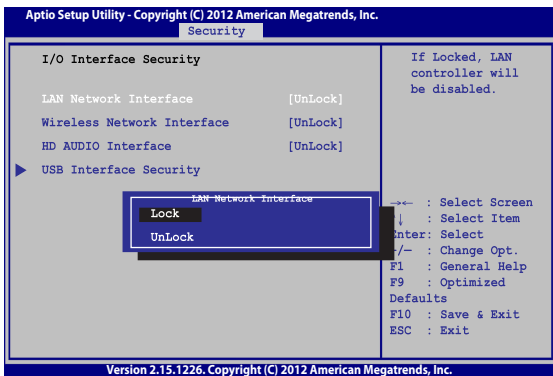 Aptio Setup Utility - Copyright (C) 2012 American Megatrends, Inc.
Security
I/O Interface Security
LAN Network Interface [UnLock]
Wireless Network Interface [UnLock]
HD AUDIO Interface [UnLock]
USB Interface Security
If Locked, LAN
controller will
be disabled.
LAN Network Interface
Lock
UnLock
→← : Select Screen
↓ : Select Item
Enter: Select
+/— : Change Opt.
F1 : General Help
F9 : Optimized
Defaults
F10 : Save & Exit
ESC : Exit
Version 2.15.1226. Copyright (C) 2012 American Megatrends, Inc.